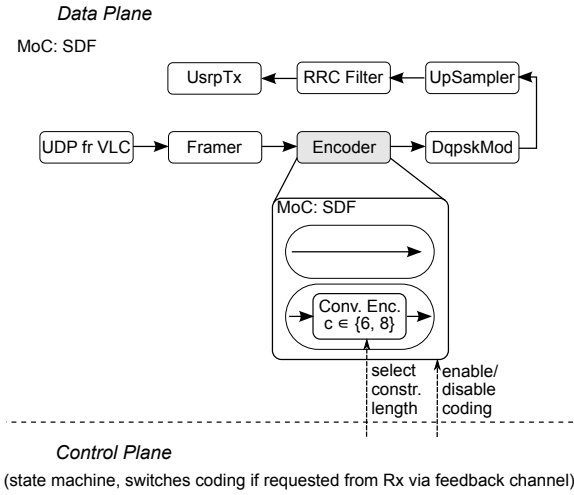 Data Plane
MoC: SDF
UsrpTx
RRC Filter
UpSampler
UDP fr VLC
Framer
Encoder
DqpskMod
MoC: SDF
Conv. Enc.
c ∈ {6, 8}
select
constr.
length
enable/
disable
coding
Control Plane
(state machine, switches coding if requested from Rx via feedback channel)